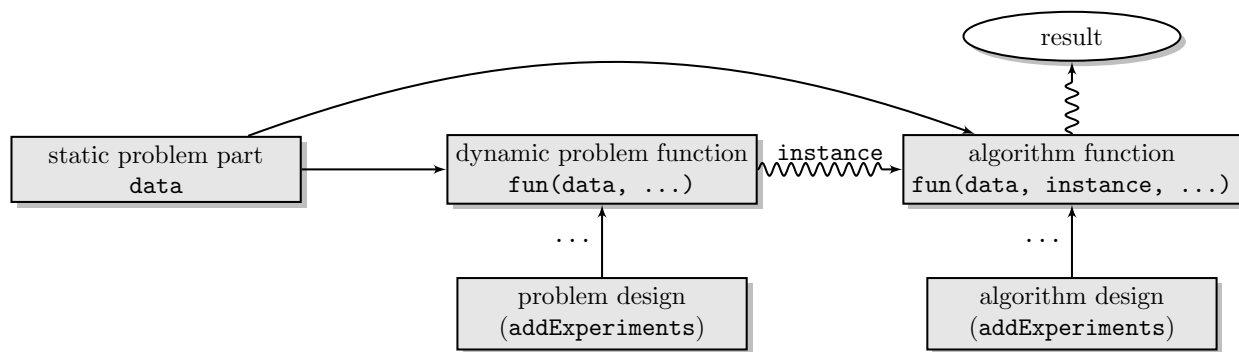 result
static problem part
data
dynamic problem function
fun(data, ...)
instance
algorithm function
fun(data, instance, ...)
...
...
problem design
(addExperiments)
algorithm design
(addExperiments)